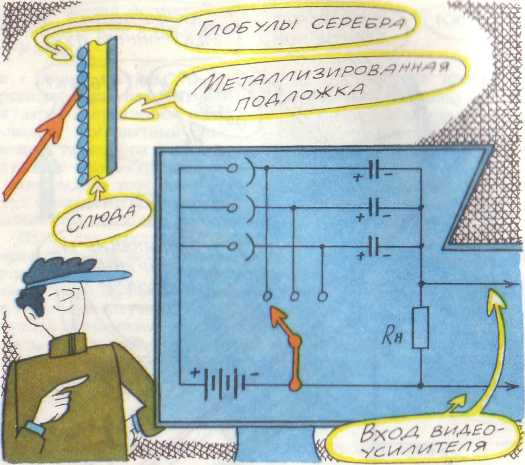 Глобулы серебра
Металлизированная
подложка
Слюда
+ -
+ -
+ -
+ -
Rн
Вход видео-
усилителя